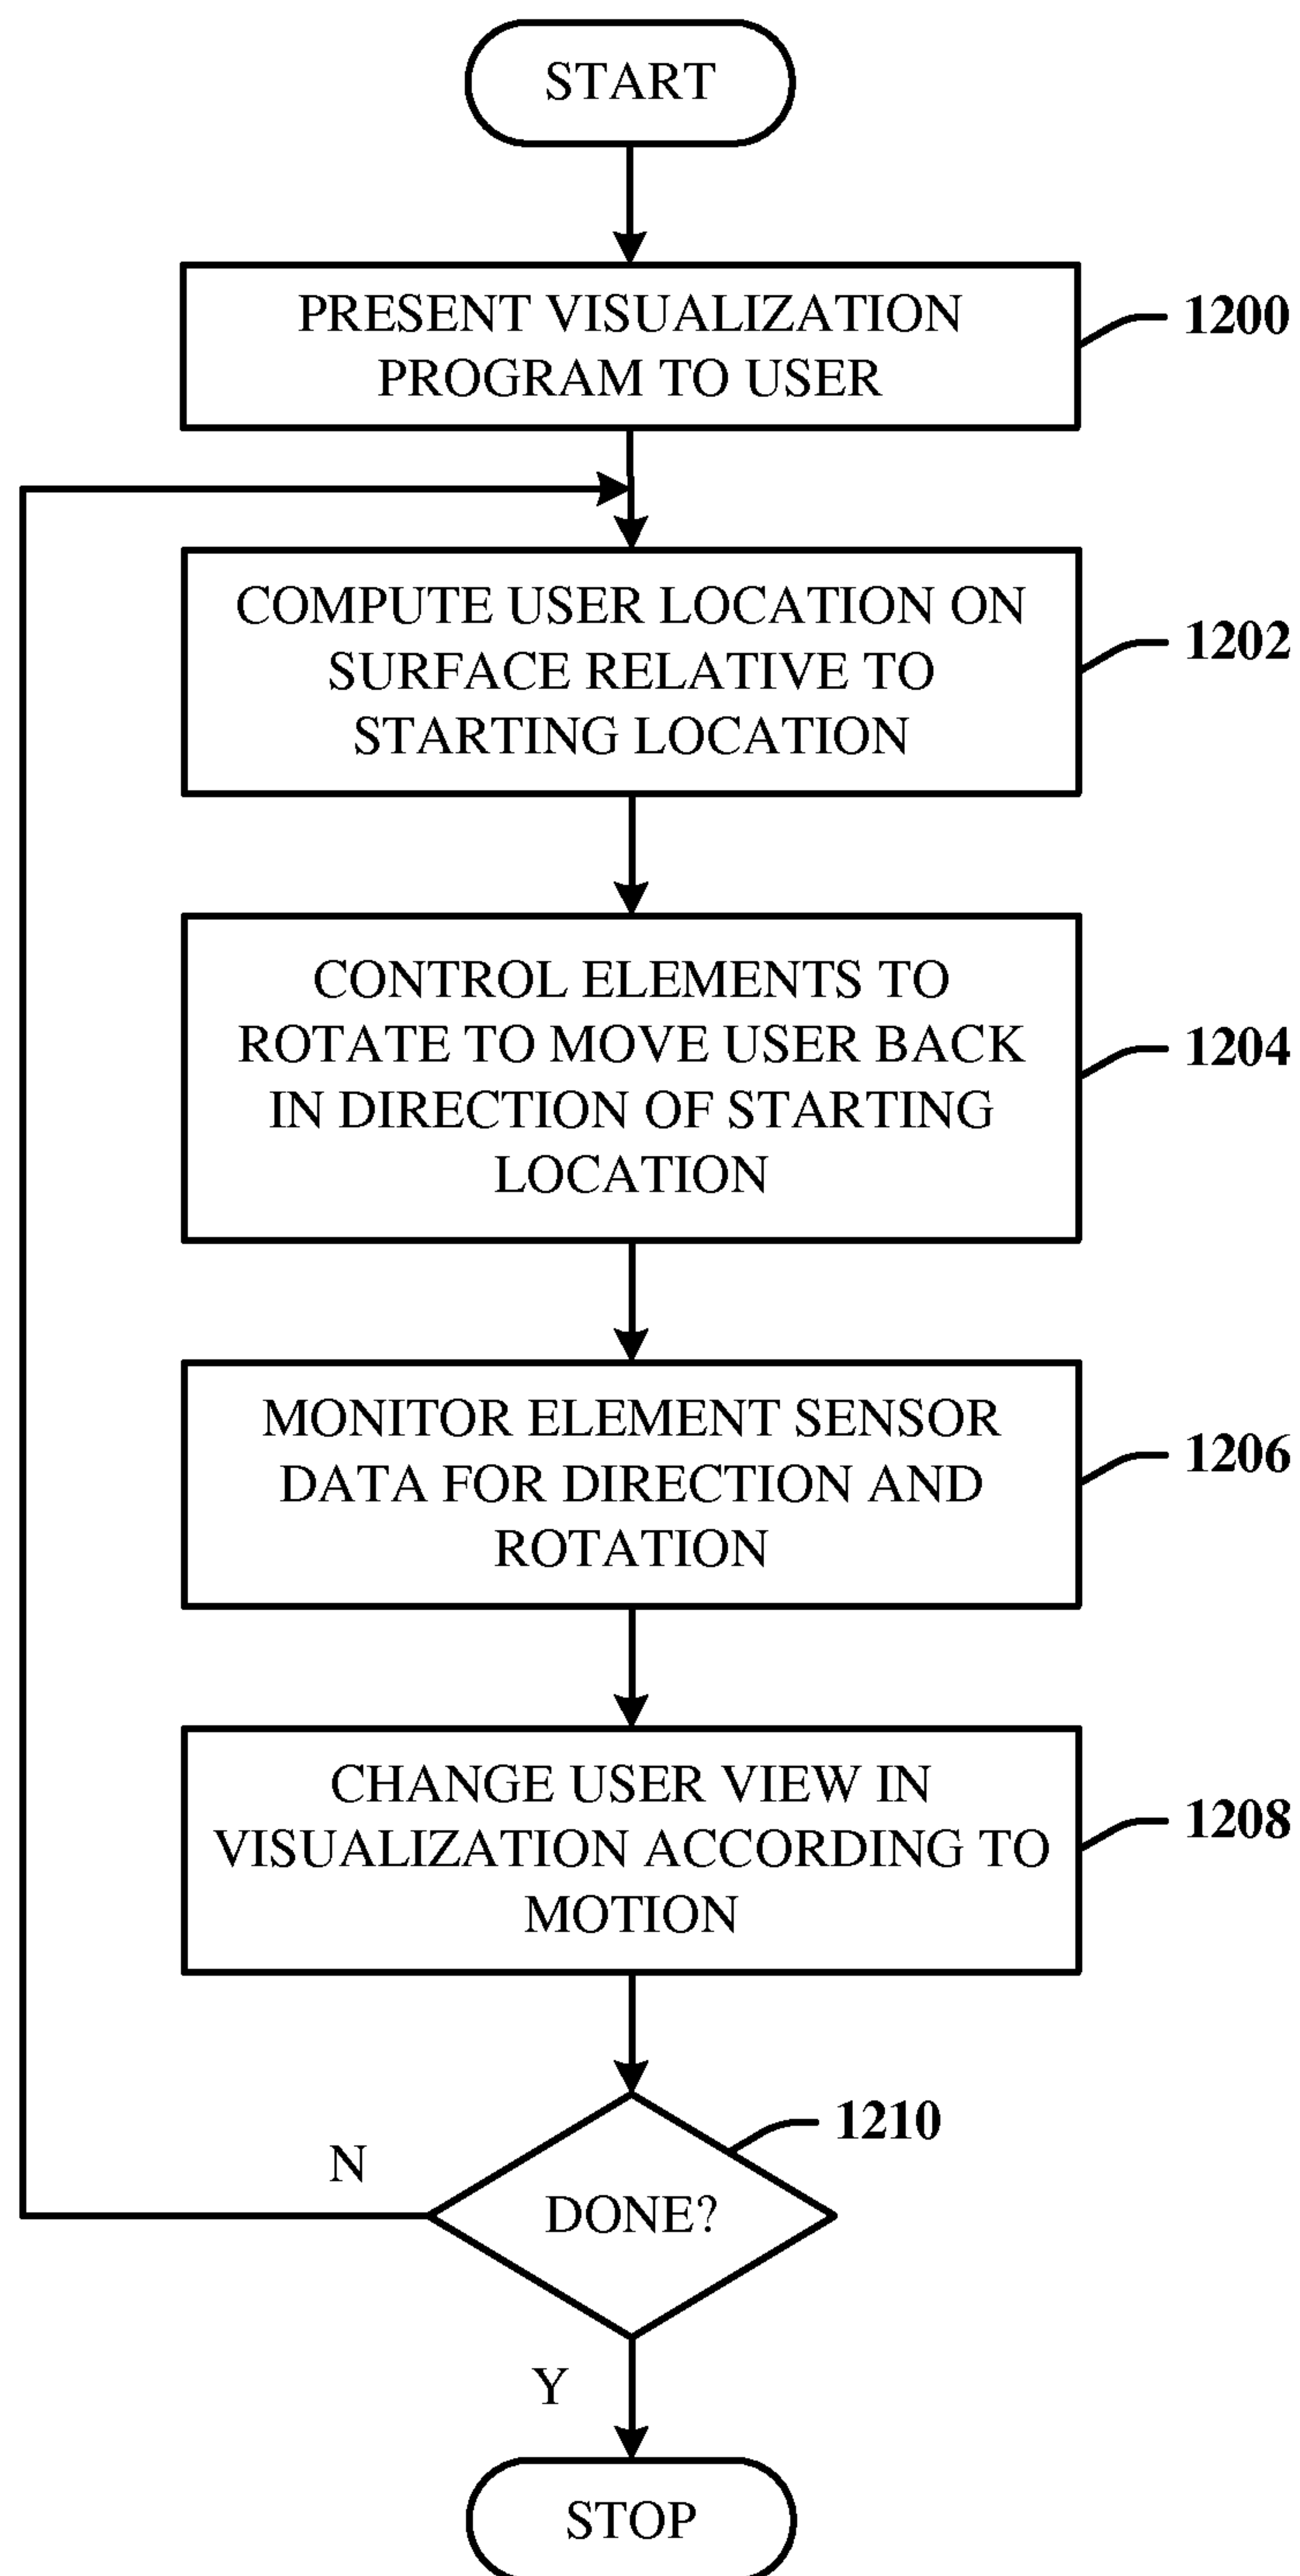 START
PRESENT VISUALIZATION
PROGRAM TO USER
1200
COMPUTE USER LOCATION ON
SURFACE RELATIVE TO
STARTING LOCATION
1202
CONTROL ELEMENTS TO
ROTATE TO MOVE USER BACK
IN DIRECTION OF STARTING
LOCATION
1204
MONITOR ELEMENT SENSOR
DATA FOR DIRECTION AND
ROTATION
1206
CHANGE USER VIEW IN
VISUALIZATION ACCORDING TO
MOTION
1208
1210
N
DONE?
Y
STOP